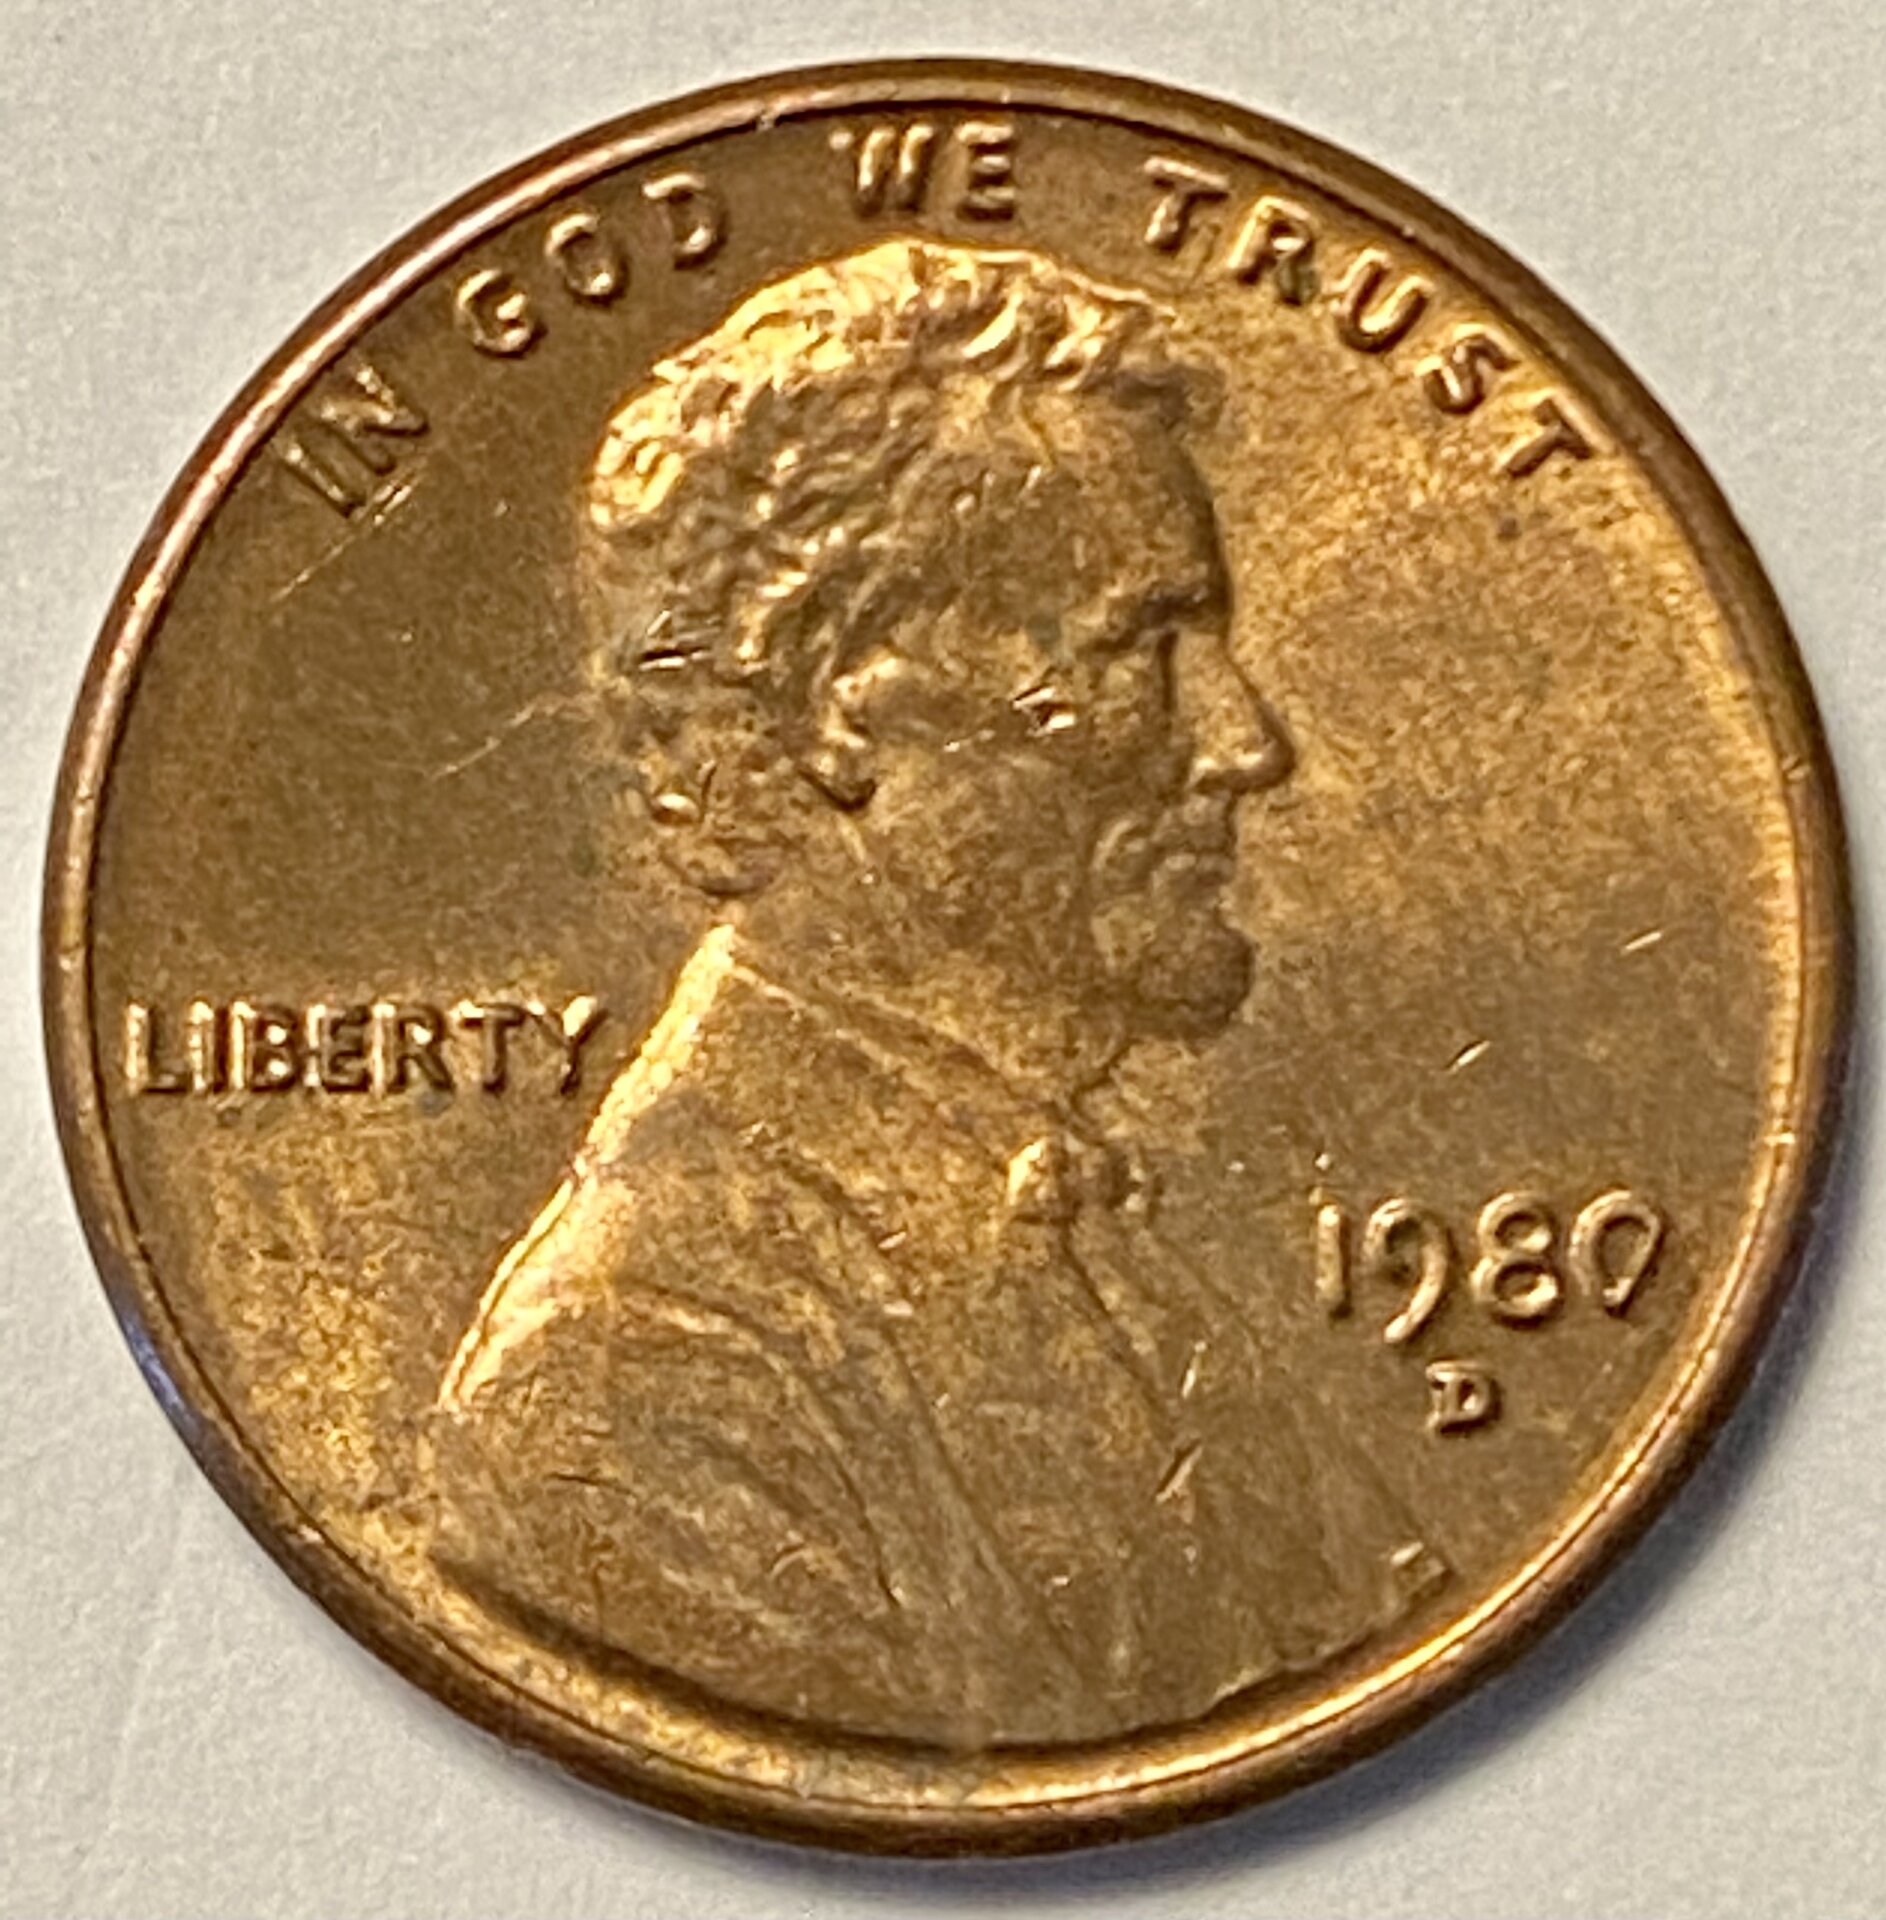 IN GOD WE TRUST
LIBERTY
1980
D